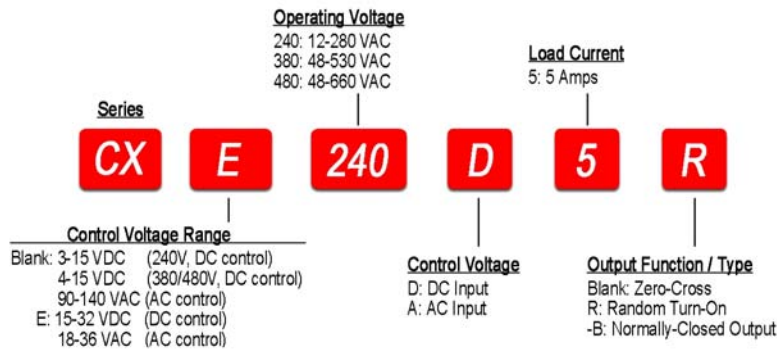 Operating Voltage
240: 12-280 VAC
380: 48-530 VAC
480: 48-660 VAC
Load Current
5: 5 Amps
Series
CX E 240 D 5 R
Control Voltage Range
Blank: 3-15 VDC (240V, DC control)
4-15 VDC (380/480V, DC control)
90-140 VAC (AC control)
E: 15-32 VDC (DC control)
18-36 VAC (AC control)
Control Voltage
D: DC Input
A: AC Input
Output Function / Type
Blank: Zero-Cross
R: Random Turn-On
-B: Normally-Closed Output